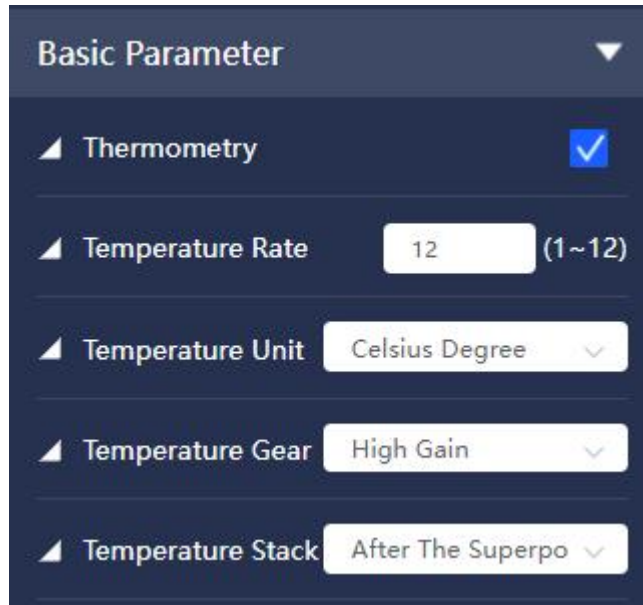 Basic Parameter
Thermometry
Temperature Rate 12 (1~12)
Temperature Unit Celsius Degree
Temperature Gear High Gain
Temperature Stack After The Superpo